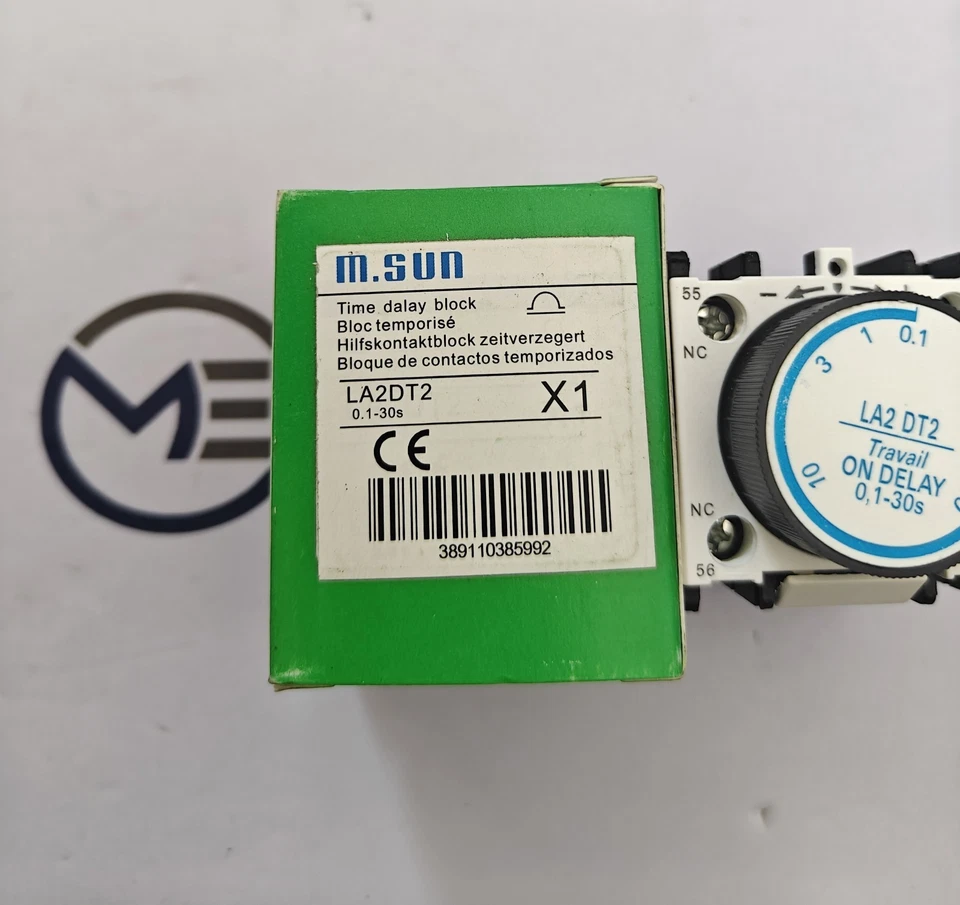 m.sun
Time dalay block
Bloc temporisé
Hilfskontaktblock zeitverzegert
Bloque de contactos temporizados
LA2DT2 X1
0.1-30s
CE
389110385992
ME
55
NC
NC
56
0.1
1
3
10
LA2 DT2
Travail
ON DELAY
0,1-30s